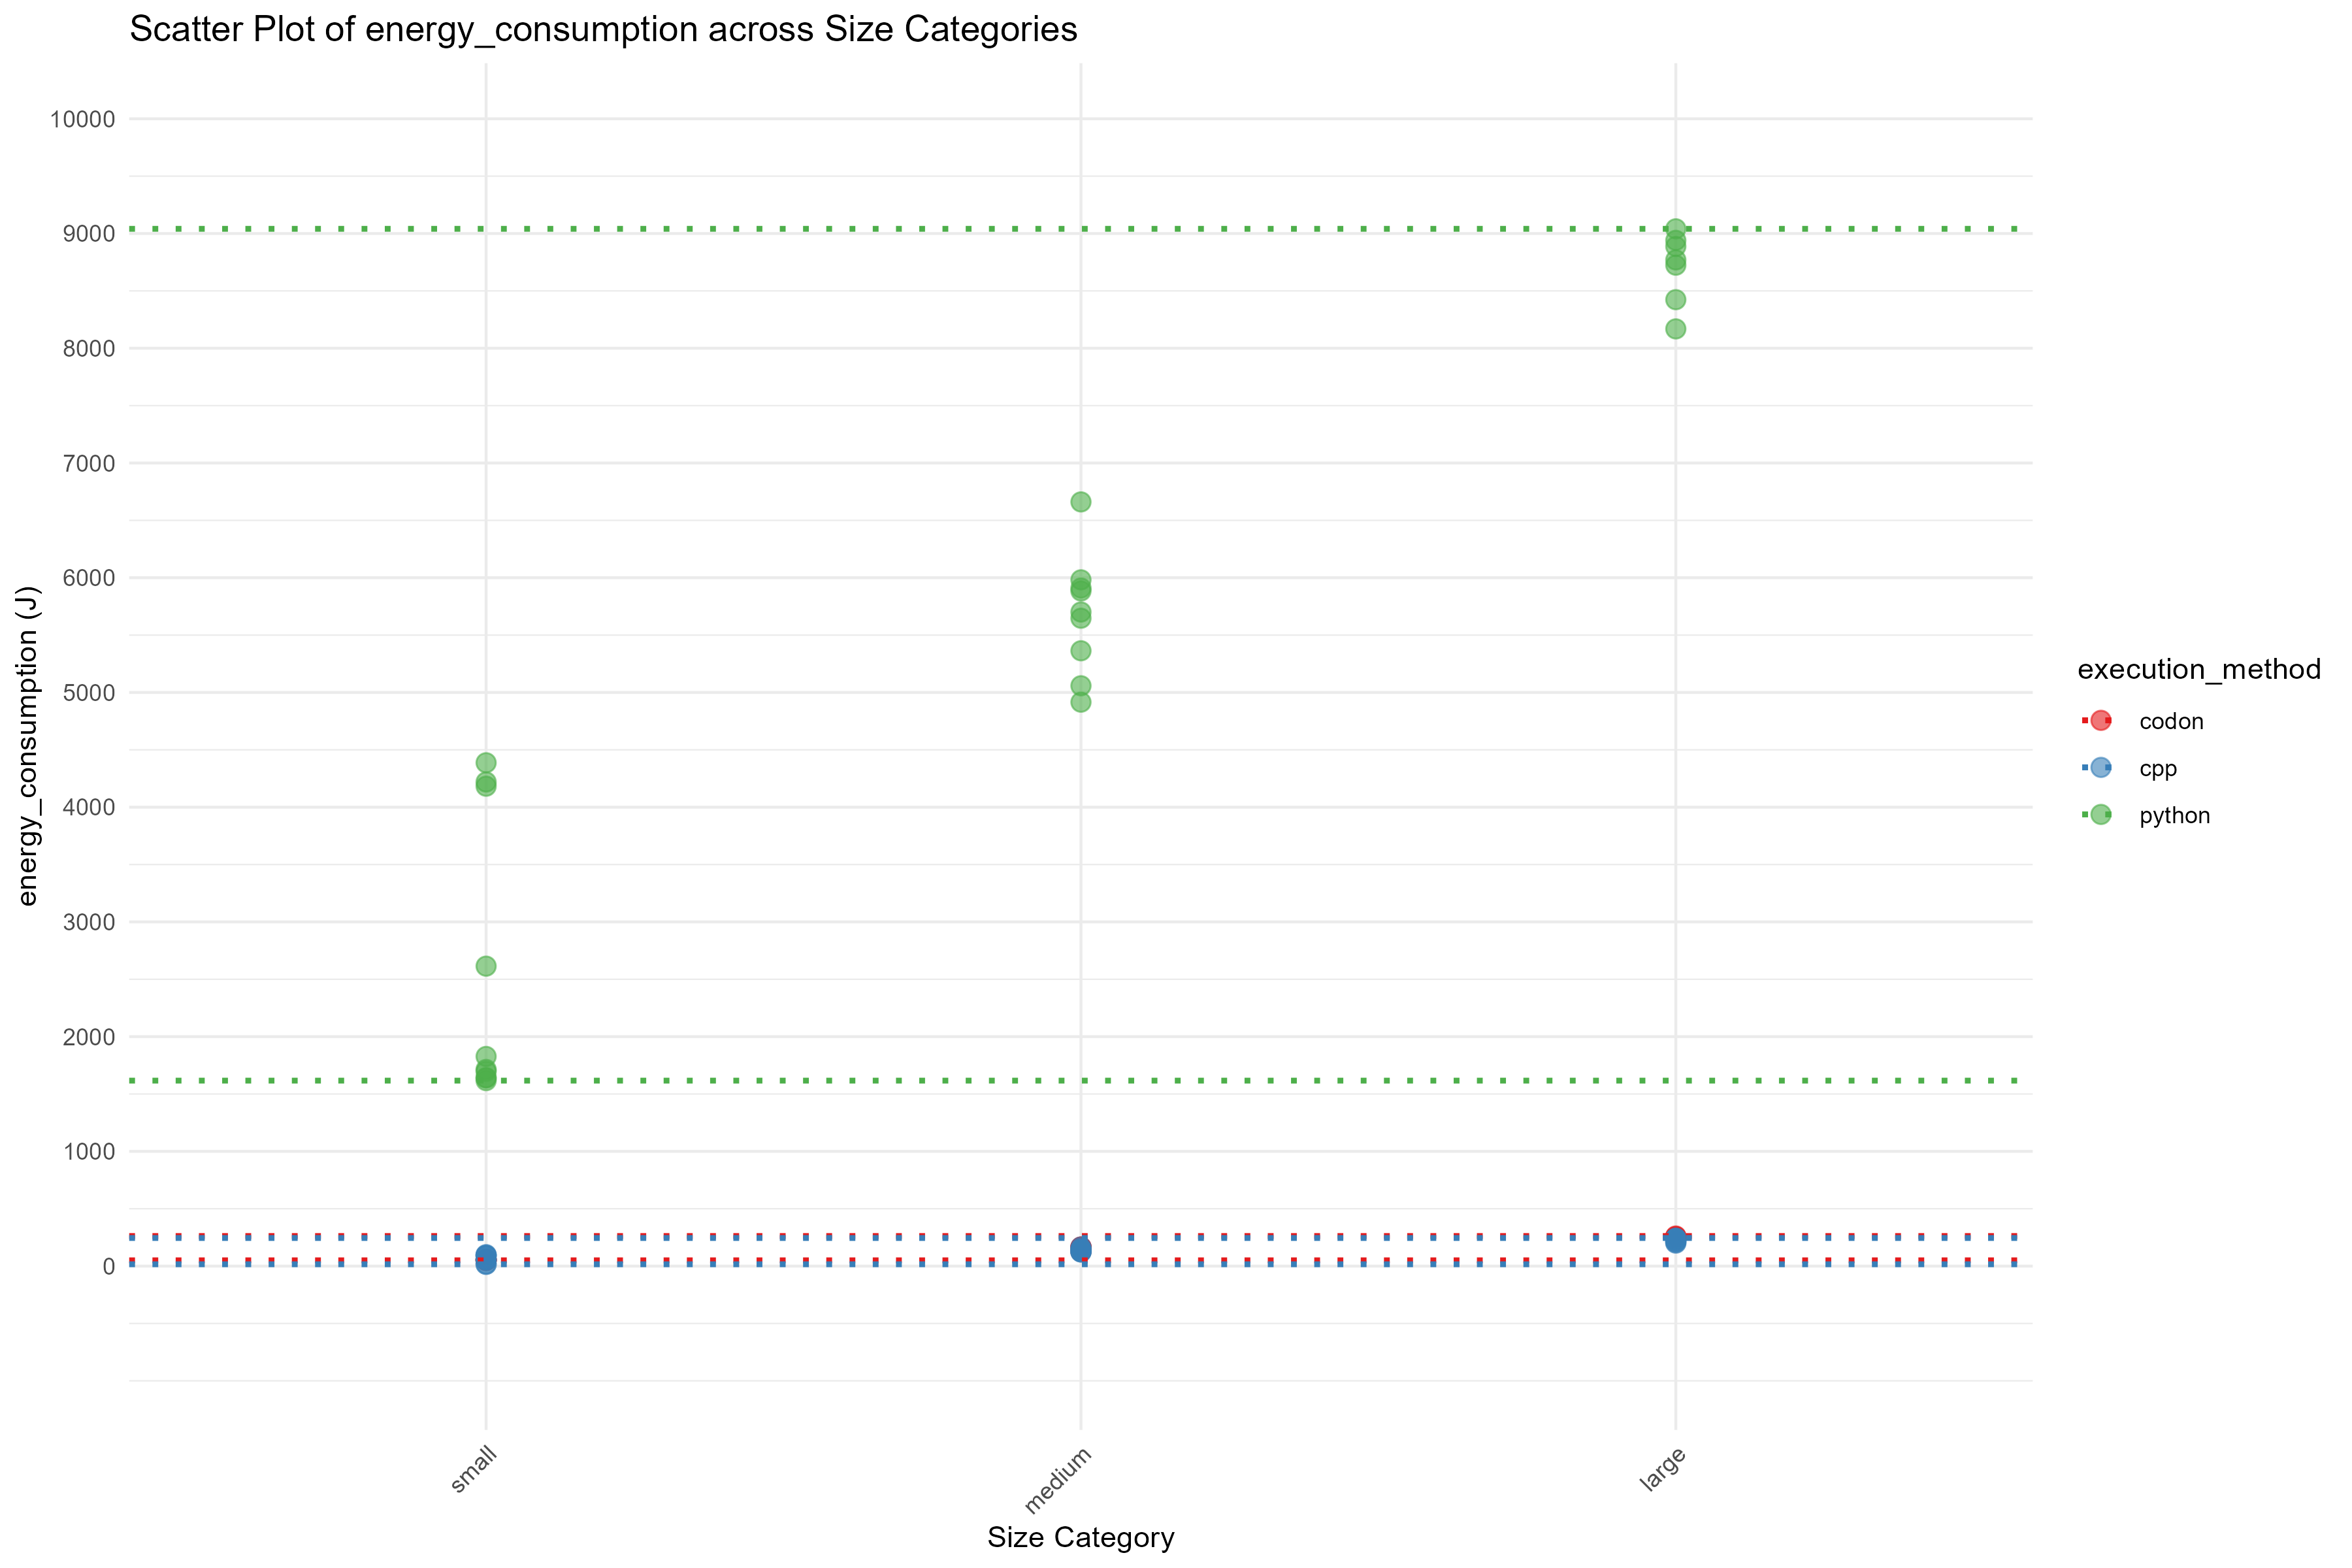 Scatter Plot of energy_consumption across Size Categories
10000
9000
8000
7000
6000
5000
4000
3000
2000
1000
0
energy_consumption (J)
small
medium
large
Size Category
execution_method
codon
cpp
python